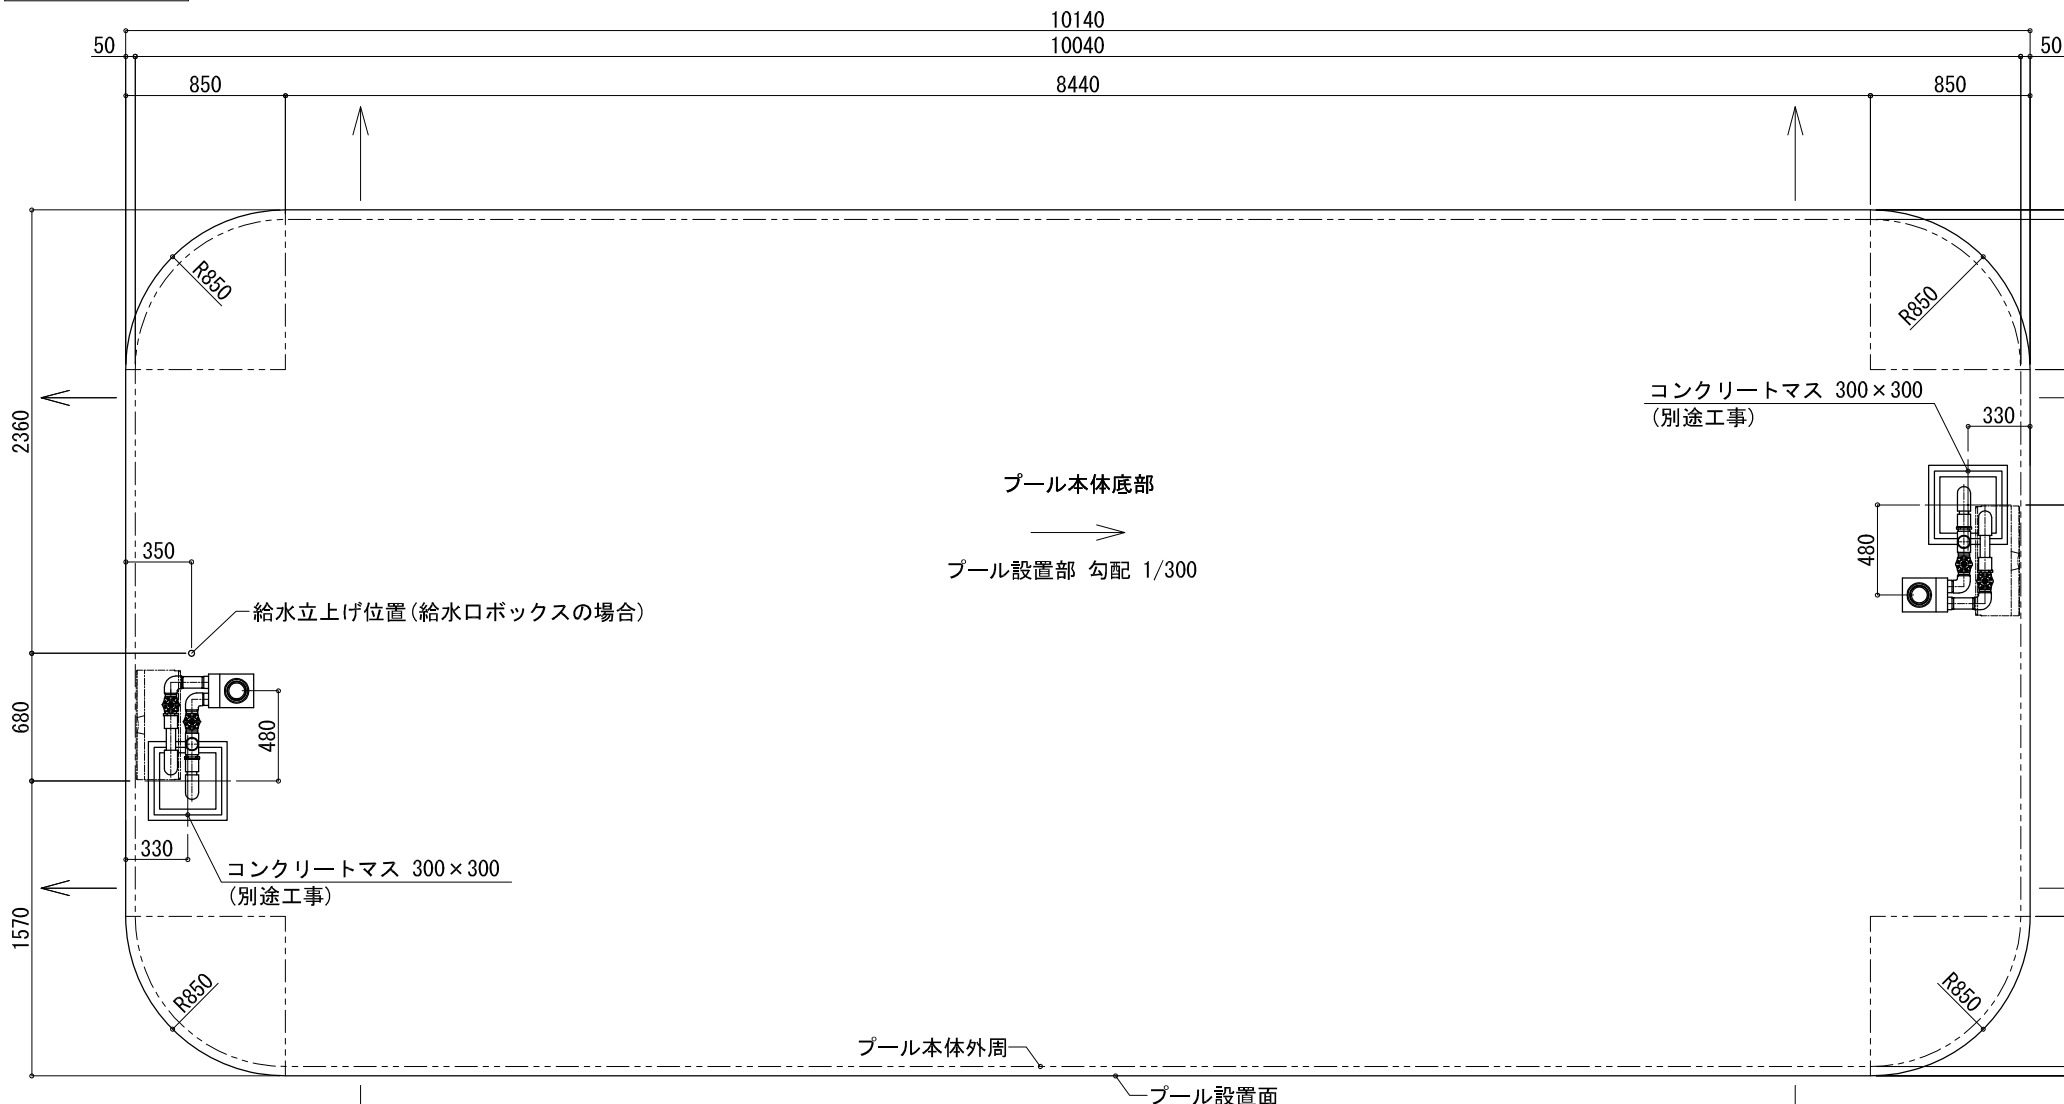 10140
50
10040
50
850
8440
850
R850
R850
2360
コンクリートマス 300×300
(別途工事)
330
プール本体底部
480
350
プール設置部 勾配 1/300
給水立上げ位置(給水口ボックスの場合)
680
480
330
コンクリートマス 300×300
(別途工事)
1570
R850
R850
プール本体外周
プール設置面